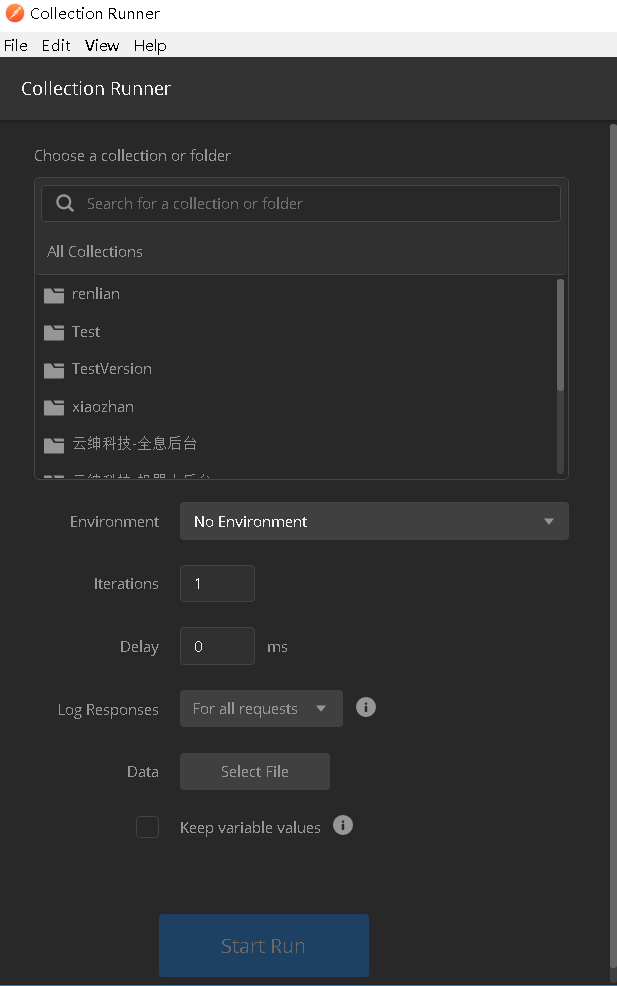 Collection Runner
File Edit View Help
Collection Runner
Choose a collection or folder
Search for a collection or folder
All Collections
renlian
Test
TestVersion
xiaozhan
云绅科技-全息后台
Environment No Environment
Iterations 1
Delay 0 ms
Log Responses For all requests
Data Select File
Keep variable values
Start Run